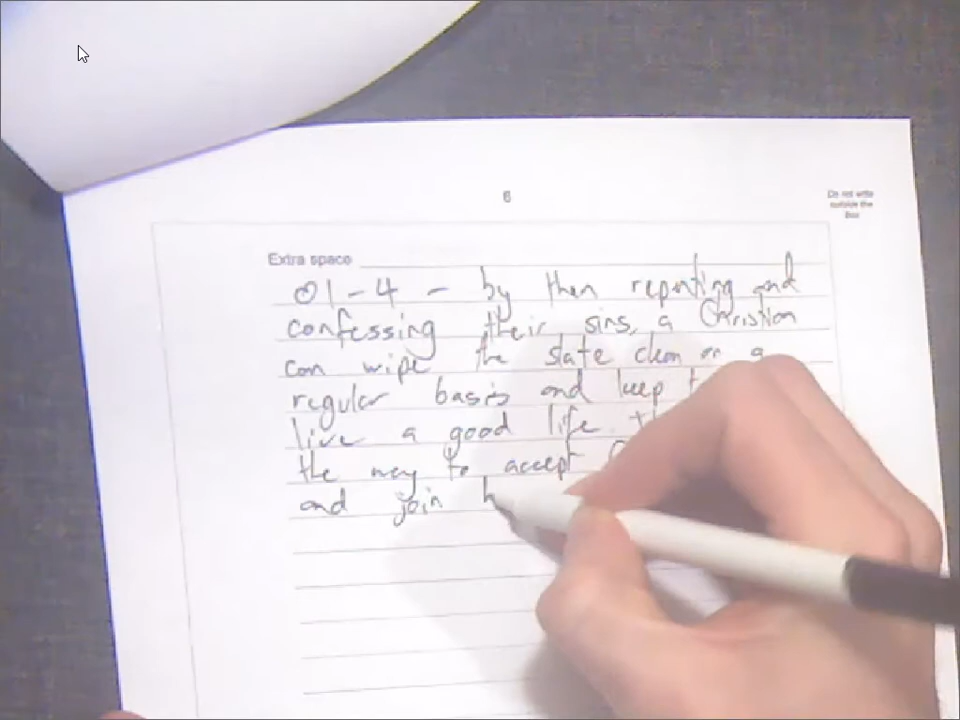 6
Do not write
outside the
box
Extra space
01-4 - by then repenting and
confessing their sins, a Christian
can wipe the slate clean on a
regular basis and keep
live a good life.
the way to accept
and join h